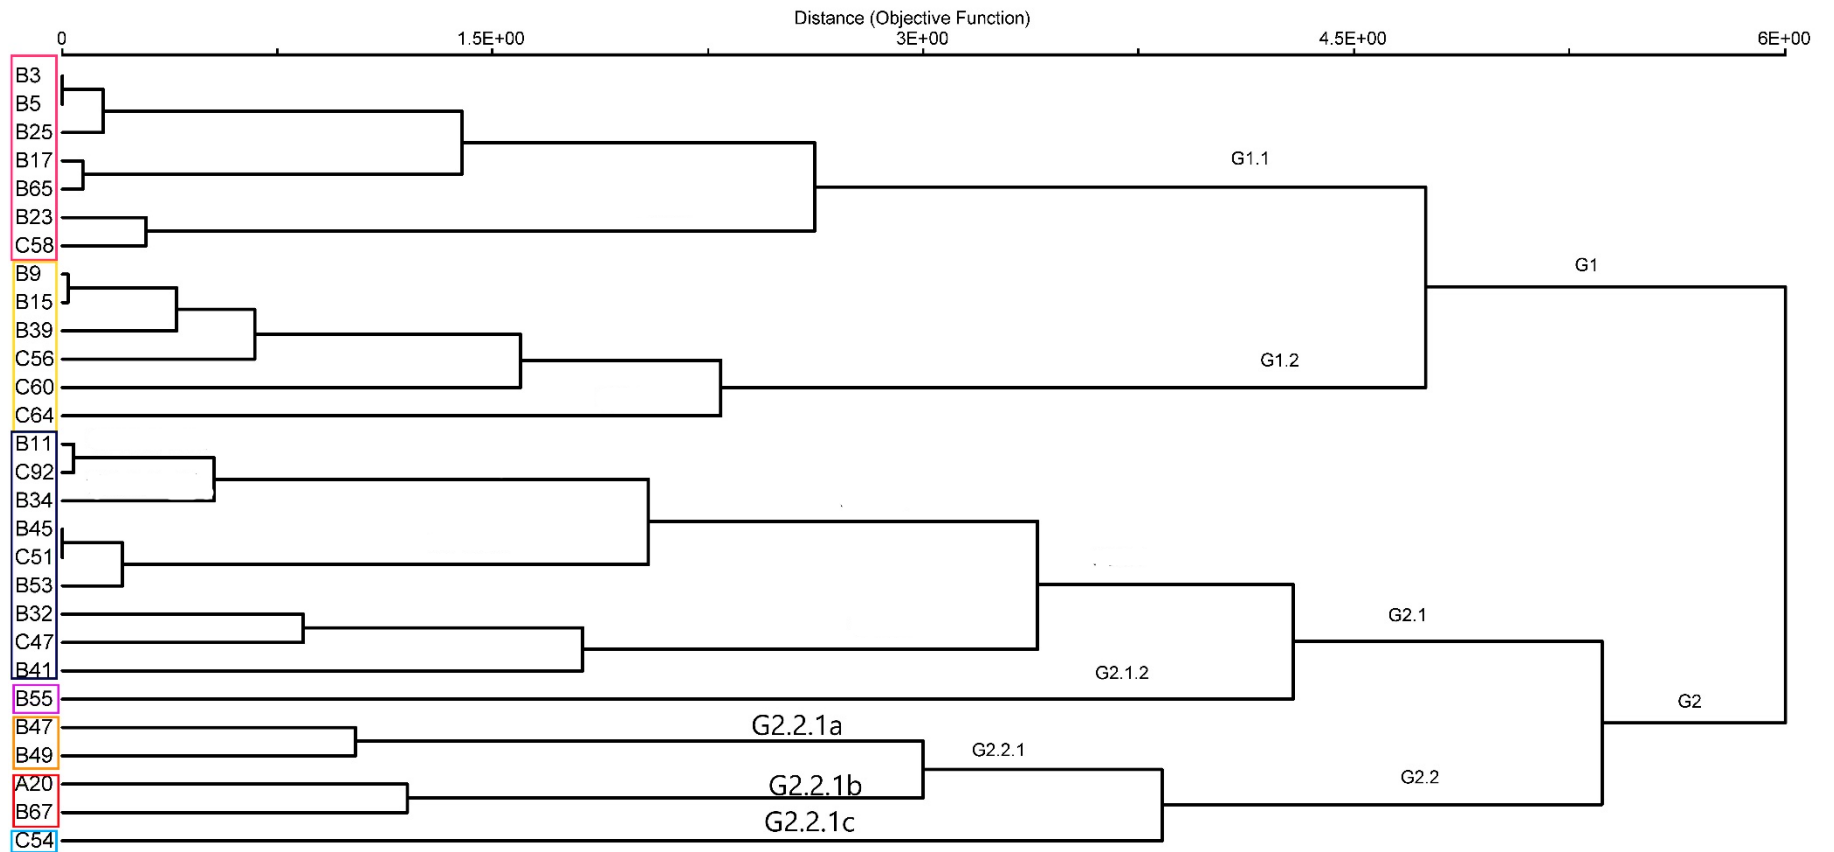 Distance (Objective Function)
0 1.5E+00 3E+00 4.5E+00 6E+00
B3
B5
B25
B17
G1.1
B65
B23
C58
G1
B9
B15
B39
C56
G1.2
C60
C64
B11
C92
B34
B45
C51
B53
B32
G2.1
C47
B41
G2.1.2
B55
G2
B47
G2.2.1a
B49
G2.2.1
A20
G2.2.1b
G2.2
B67
G2.2.1c
C54